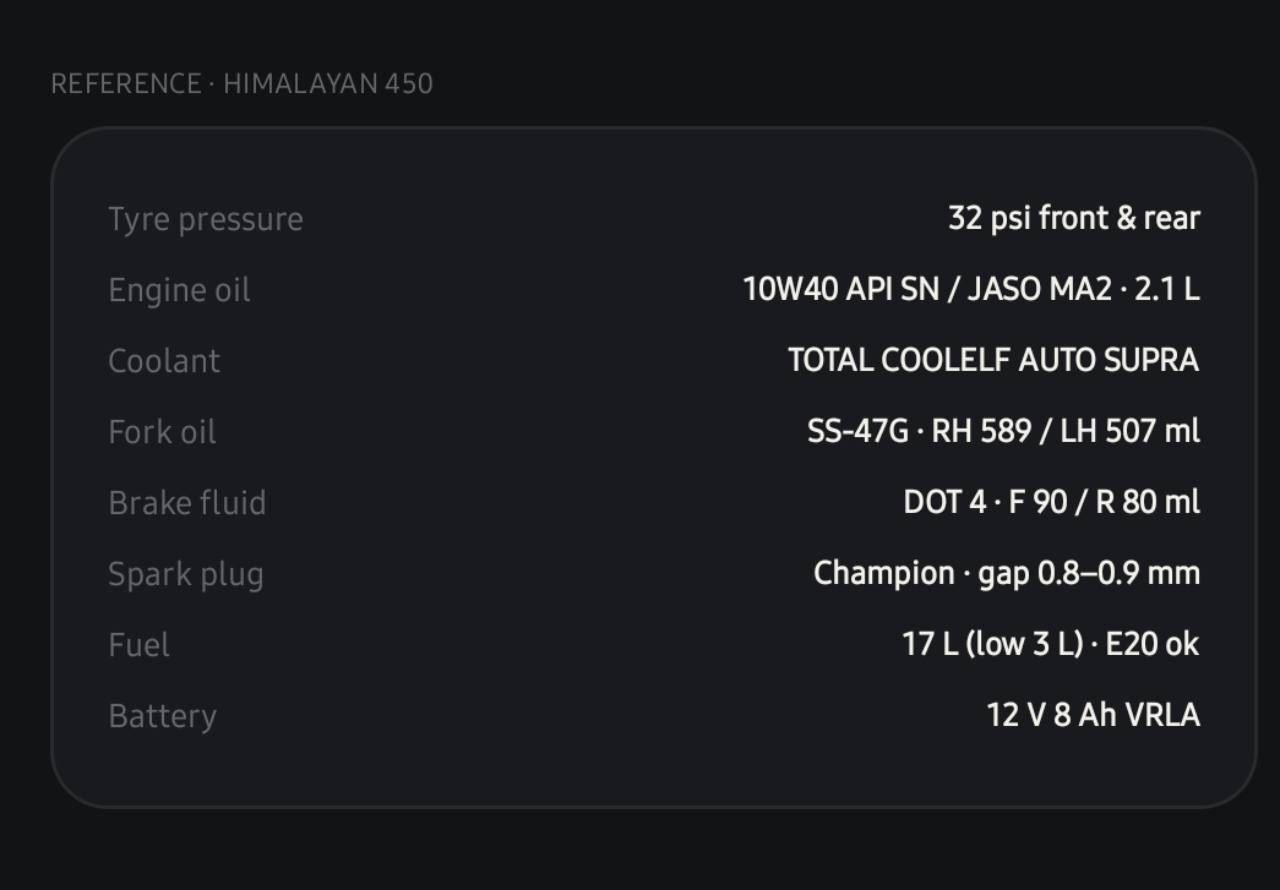 REFERENCE · HIMALAYAN 450
Tyre pressure 32 psi front & rear
Engine oil 10W40 API SN / JASO MA2 · 2.1 L
Coolant TOTAL COOLELF AUTO SUPRA
Fork oil SS-47G · RH 589 / LH 507 ml
Brake fluid DOT 4 · F 90 / R 80 ml
Spark plug Champion · gap 0.8–0.9 mm
Fuel 17 L (low 3 L) · E20 ok
Battery 12 V 8 Ah VRLA